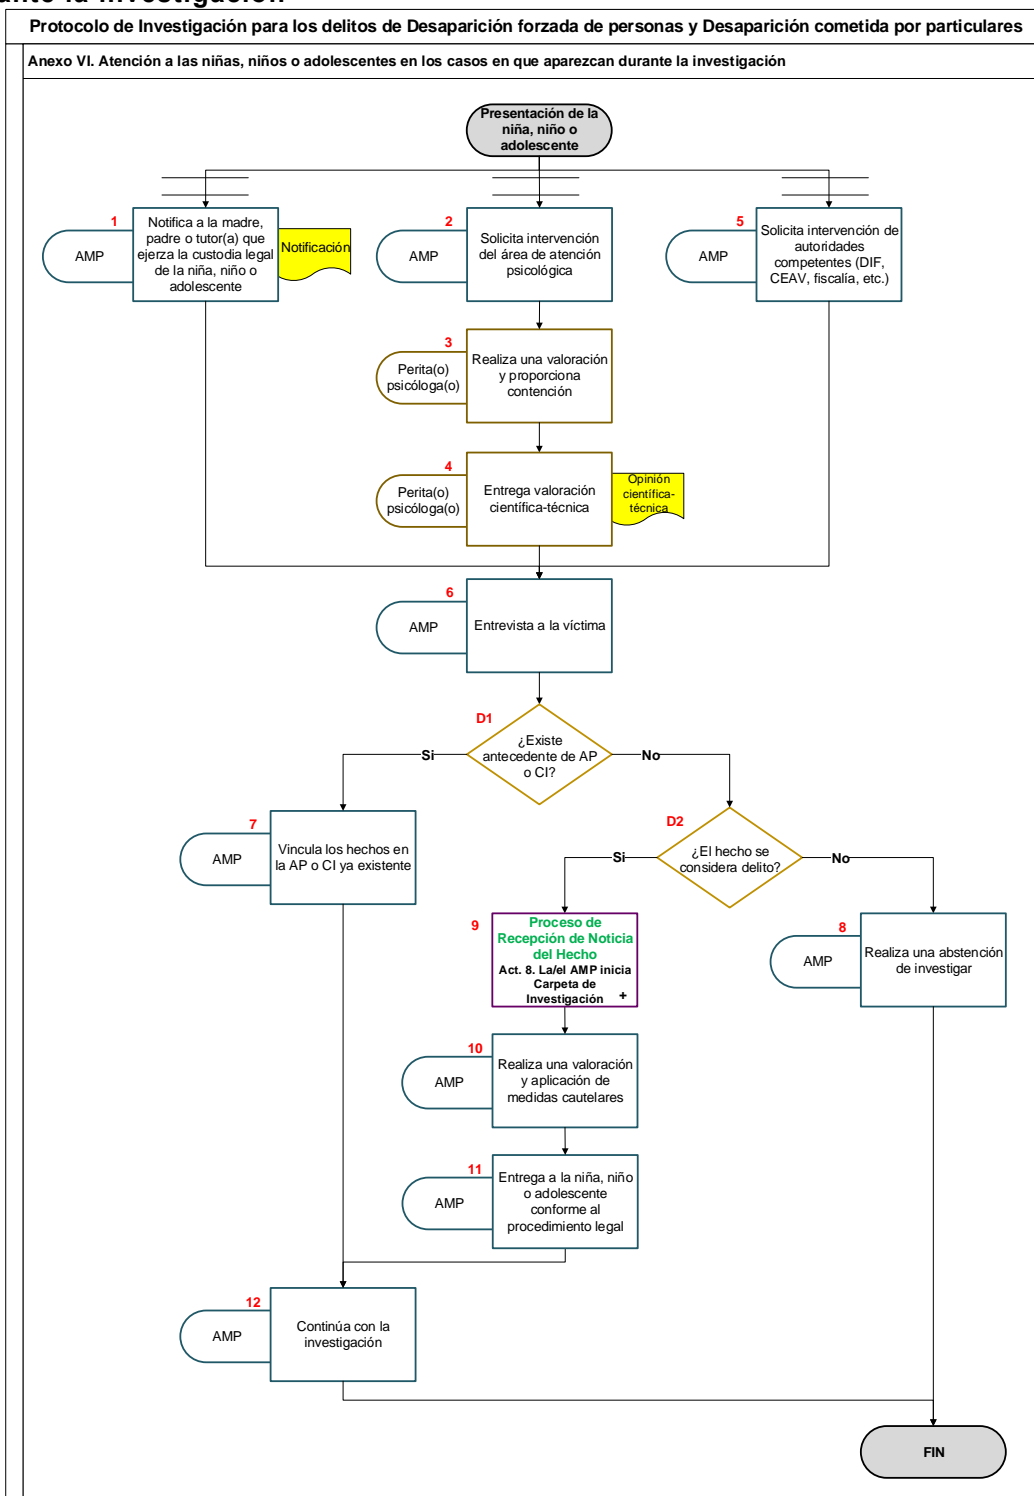 ante la investigación
Protocolo de Investigación para los delitos de Desaparición forzada de personas y Desaparición cometida por particulares
Anexo VI. Atención a las niñas, niños o adolescentes en los casos en que aparezcan durante la investigación
Presentación de la
niña, niño o
adolescente
1
AMP
Notifica a la madre,
padre o tutor(a) que
ejerza la custodia legal
de la niña, niño o
adolescente
Notificación
2
AMP
Solicita intervención
del área de atención
psicológica
5
AMP
Solicita intervención de
autoridades
competentes (DIF,
CEAV, fiscalía, etc.)
3
Perita(o)
psicóloga(o)
Realiza una valoración
y proporciona
contención
4
Perita(o)
psicóloga(o)
Entrega valoración
científica-técnica
Opinión
científica-
técnica
6
AMP
Entrevista a la víctima
D1
¿Existe
antecedente de AP
o CI?
Si
No
7
AMP
Vincula los hechos en
la AP o CI ya existente
D2
¿El hecho se
considera delito?
Si
No
9
Proceso de
Recepción de Noticia
del Hecho
Act. 8. La/el AMP inicia
Carpeta de
Investigación +
8
AMP
Realiza una abstención
de investigar
10
AMP
Realiza una valoración
y aplicación de
medidas cautelares
11
AMP
Entrega a la niña, niño
o adolescente
conforme al
procedimiento legal
12
AMP
Continúa con la
investigación
FIN